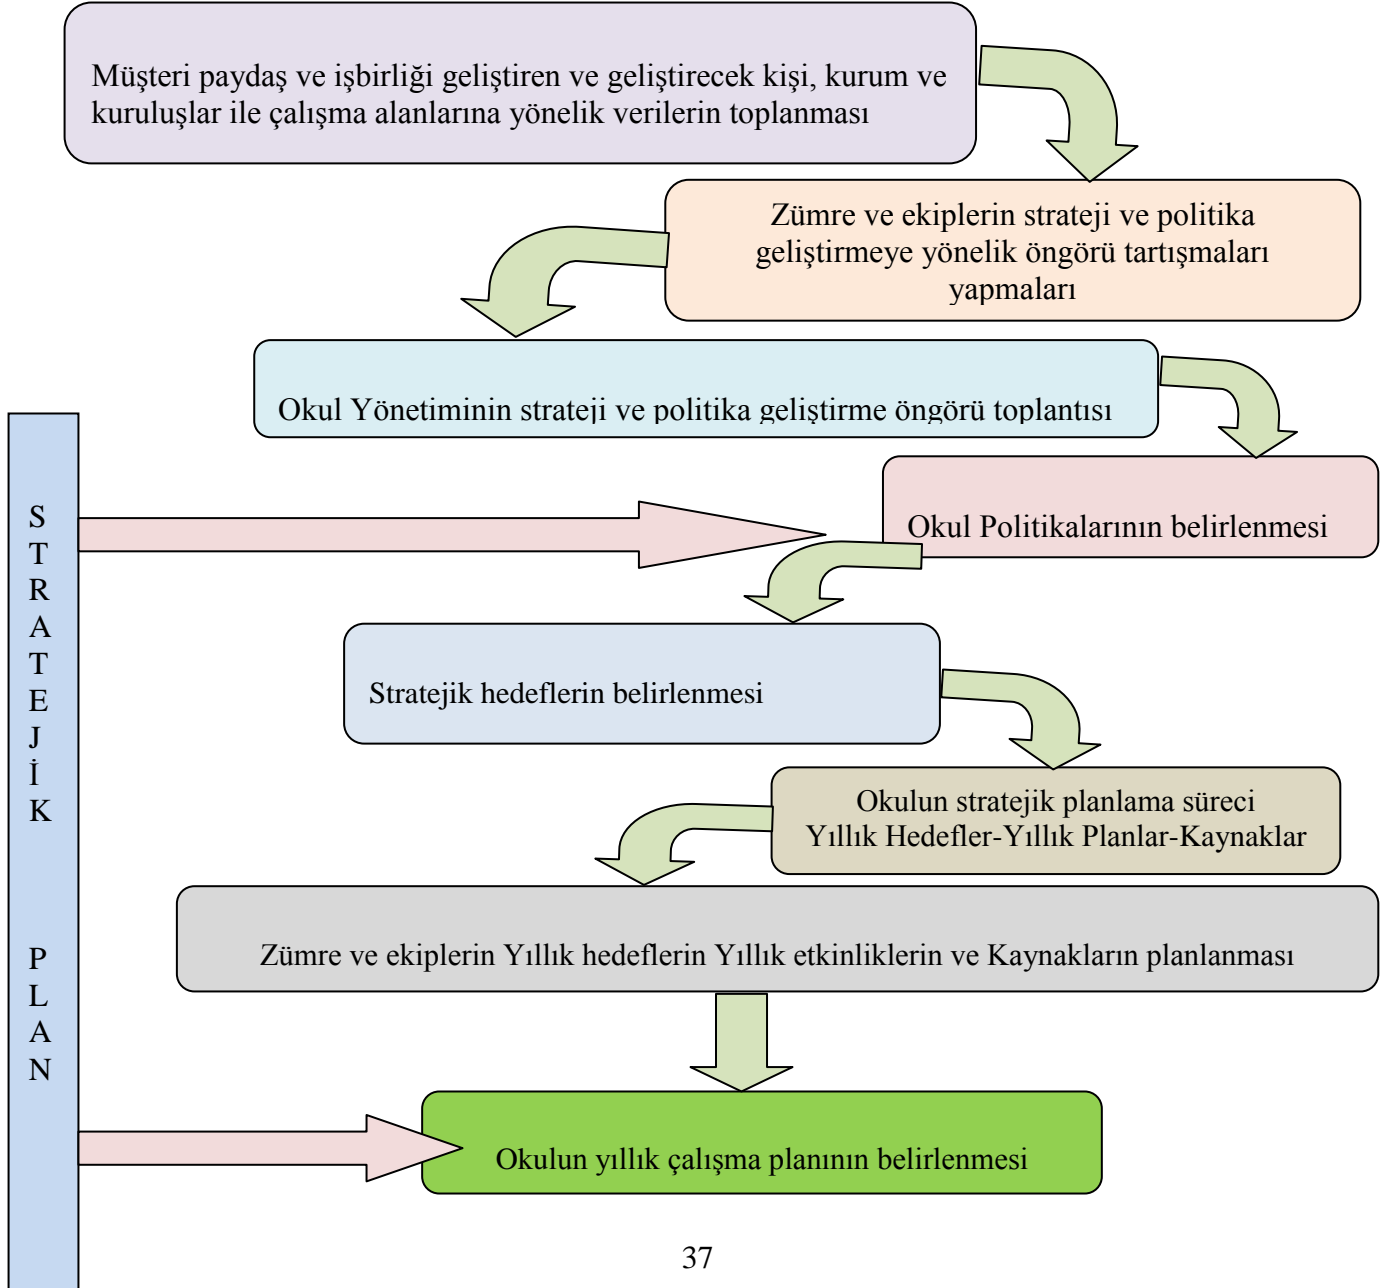 Müşteri paydaş ve işbirliği geliştiren ve geliştirecek kişi, kurum ve
kuruluşlar ile çalışma alanlarına yönelik verilerin toplanması
Zümre ve ekiplerin strateji ve politika
geliştirmeye yönelik öngörü tartışmaları
yapmaları
Okul Yönetiminin strateji ve politika geliştirme öngörü toplantısı
Okul Politikalarının belirlenmesi
Stratejik hedeflerin belirlenmesi
Okulun stratejik planlama süreci
Yıllık Hedefler-Yıllık Planlar-Kaynaklar
Zümre ve ekiplerin Yıllık hedeflerin Yıllık etkinliklerin ve Kaynakların planlanması
Okulun yıllık çalışma planının belirlenmesi
S
T
R
A
T
E
J
İ
K
P
L
A
N
37